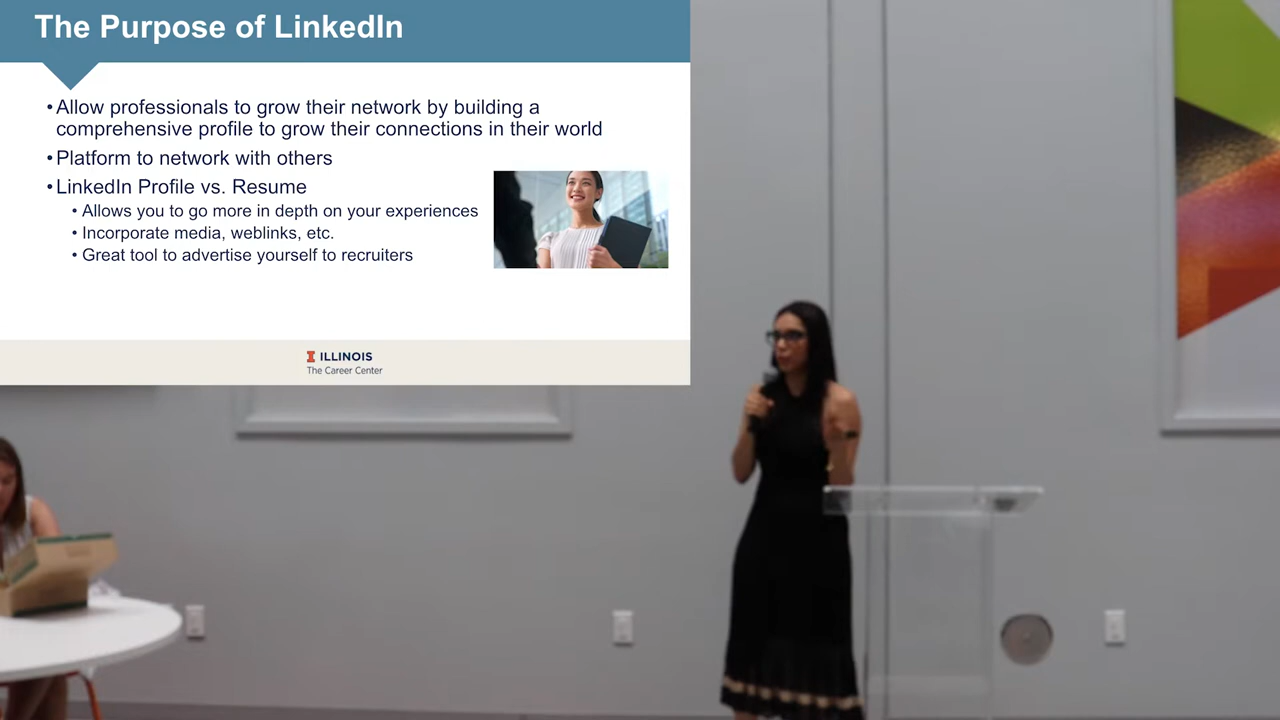 The Purpose of LinkedIn
•Allow professionals to grow their network by building a
comprehensive profile to grow their connections in their world
•Platform to network with others
•LinkedIn Profile vs. Resume
• Allows you to go more in depth on your experiences
• Incorporate media, weblinks, etc.
• Great tool to advertise yourself to recruiters
I ILLINOIS
The Career Center